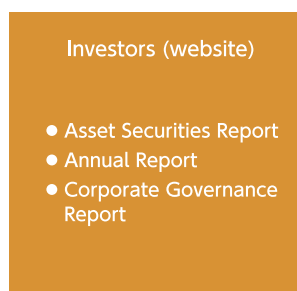 Investors (website)
● Asset Securities Report
● Annual Report
● Corporate Governance
Report